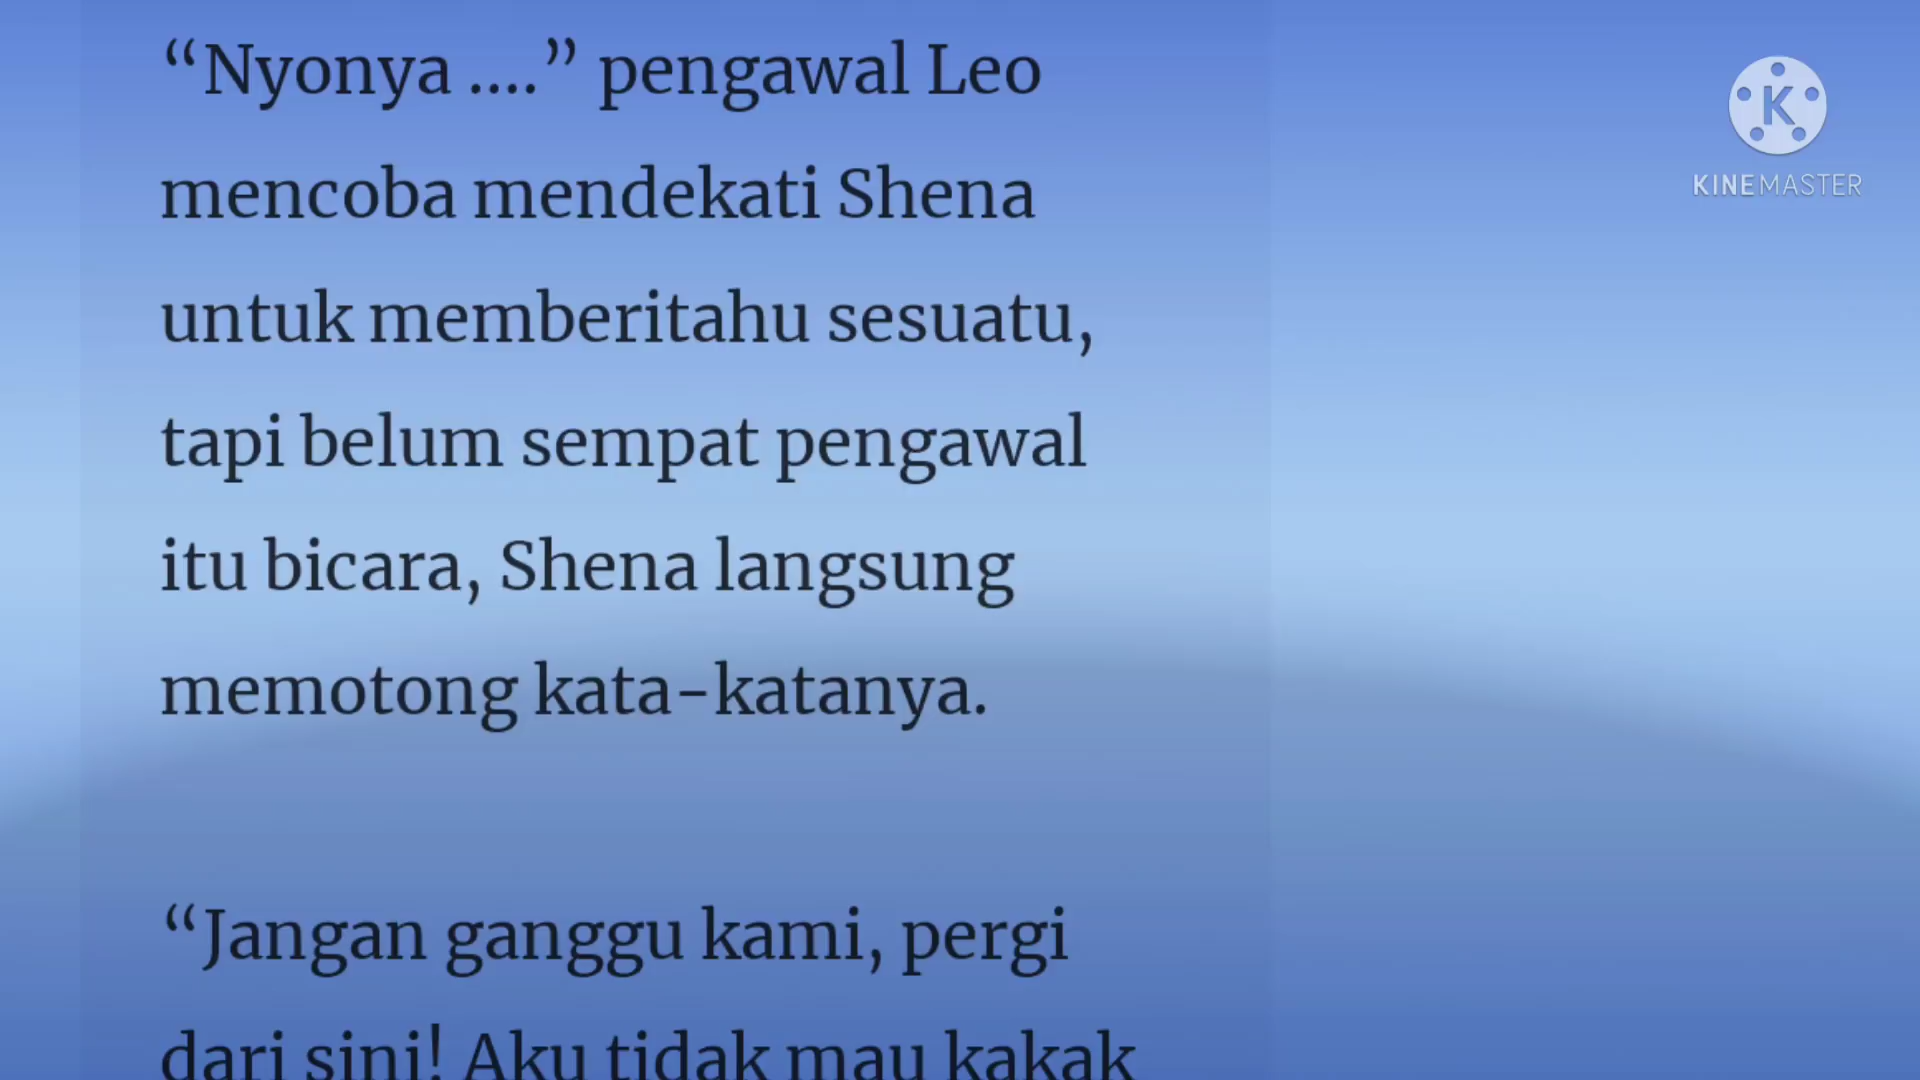 “Nyonya ....” pengawal Leo
mencoba mendekati Shena
untuk memberitahu sesuatu,
tapi belum sempat pengawal
itu bicara, Shena langsung
memotong kata-katanya.
“Jangan ganggu kami, pergi
dari sini! Aku tidak mau kakak
K
KINEMASTER